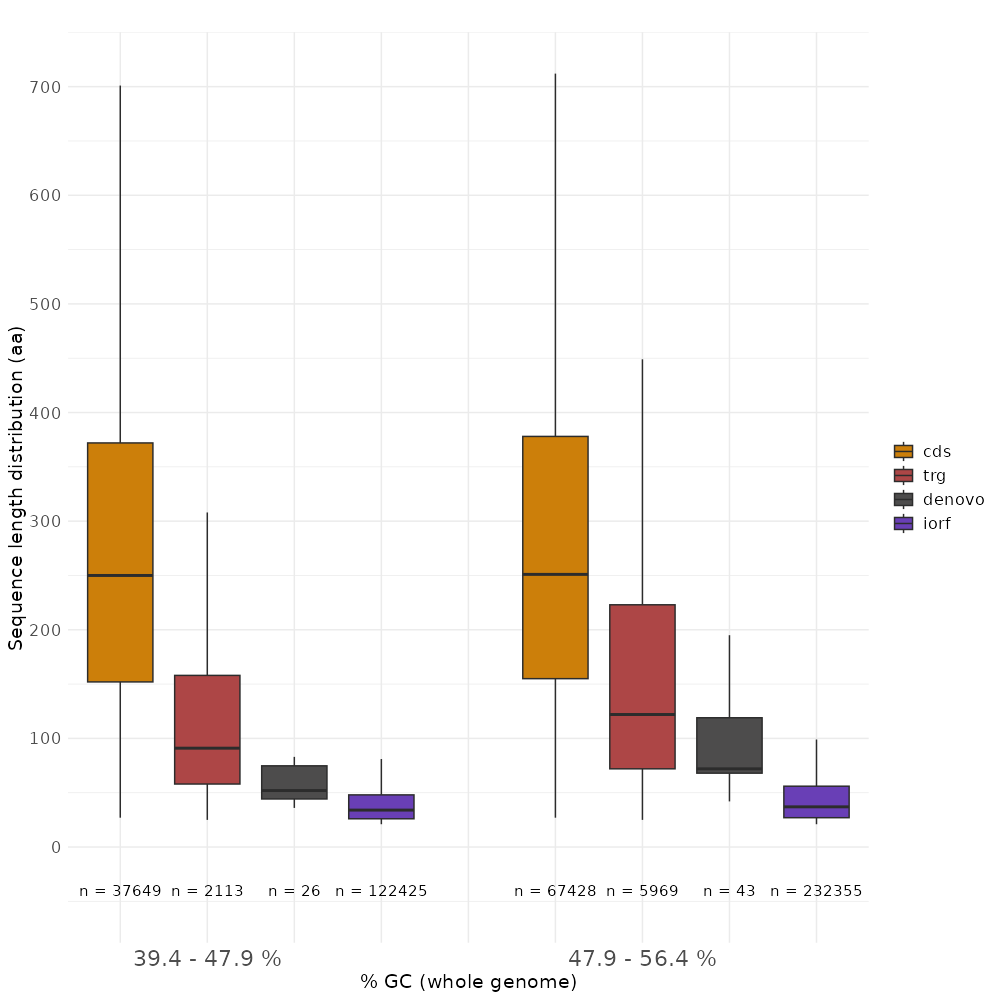 700
600
500
400
300
200
100
0
Sequence length distribution (aa)
n = 37649 n = 2113 n = 26 n = 122425 n = 67428 n = 5969 n = 43 n = 232355
39.4 - 47.9 % 47.9 - 56.4 %
% GC (whole genome)
cds
trg
denovo
iorf